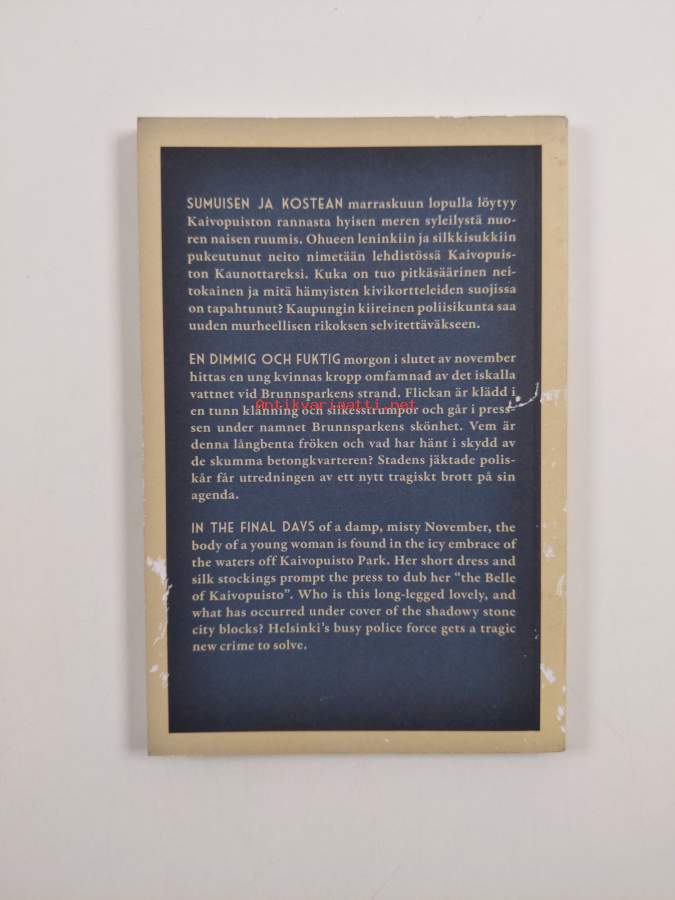 SUMUISEN JA KOSTEAN marraskuun lopulla löytyy
Kaivopuiston rannasta hyisen meren syleilystä nuo-
ren naisen ruumis. Ohueen leninkiin ja silkkisukkiin
pukeutunut neito nimetään lehdistössä Kaivopuis-
ton Kaunottareksi. Kuka on tuo pitkäsäärinen nei-
tokainen ja mitä hämyisten kivikortteleiden suojissa
on tapahtunut? Kaupungin kiireinen poliisikunta saa
uuden murheellisen rikoksen selvitettäväkseen.
EN DIMMIG OCH FUKTIG morgon i slutet av november
hittas en ung kvinnas kropp omfamnad av det iskalla
vattnet vid Brunnsparkens strand. Flickan är klädd i
en tunn klänning och silkesstrumpor och går i press-
Antikvariaatti.net
sen under namnet Brunnsparkens skönhet. Vem är
denna långbenta fröken och vad har hänt i skydd av
de skumma betongkvarteren? Stadens jäktade polis-
kår får utredningen av ett nytt tragiskt brott på sin
agenda.
IN THE FINAL DAYS of a damp, misty November, the
body of a young woman is found in the icy embrace of
the waters off Kaivopuisto Park. Her short dress and
silk stockings prompt the press to dub her "the Belle
of Kaivopuisto". Who is this long-legged lovely, and
what has occurred under cover of the shadowy stone
city blocks? Helsinki's busy police force gets a tragic
new crime to solve.